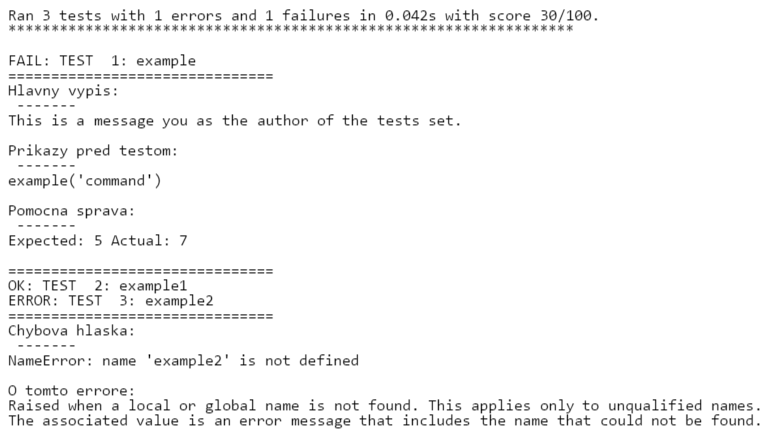 Ran 3 tests with 1 errors and 1 failures in 0.042s with score 30/100.
******************************************************************
FAIL: TEST  1: example
===============================
Hlavny vypis:
-------
This is a message you as the author of the tests set.
Prikazy pred testom:
-------
example('command')
Pomocna sprava:
-------
Expected: 5 Actual: 7
===============================
OK: TEST  2: example1
ERROR: TEST  3: example2
===============================
Chybova hlaska:
-------
NameError: name 'example2' is not defined
O tomto errore:
Raised when a local or global name is not found. This applies only to unqualified names.
The associated value is an error message that includes the name that could not be found.